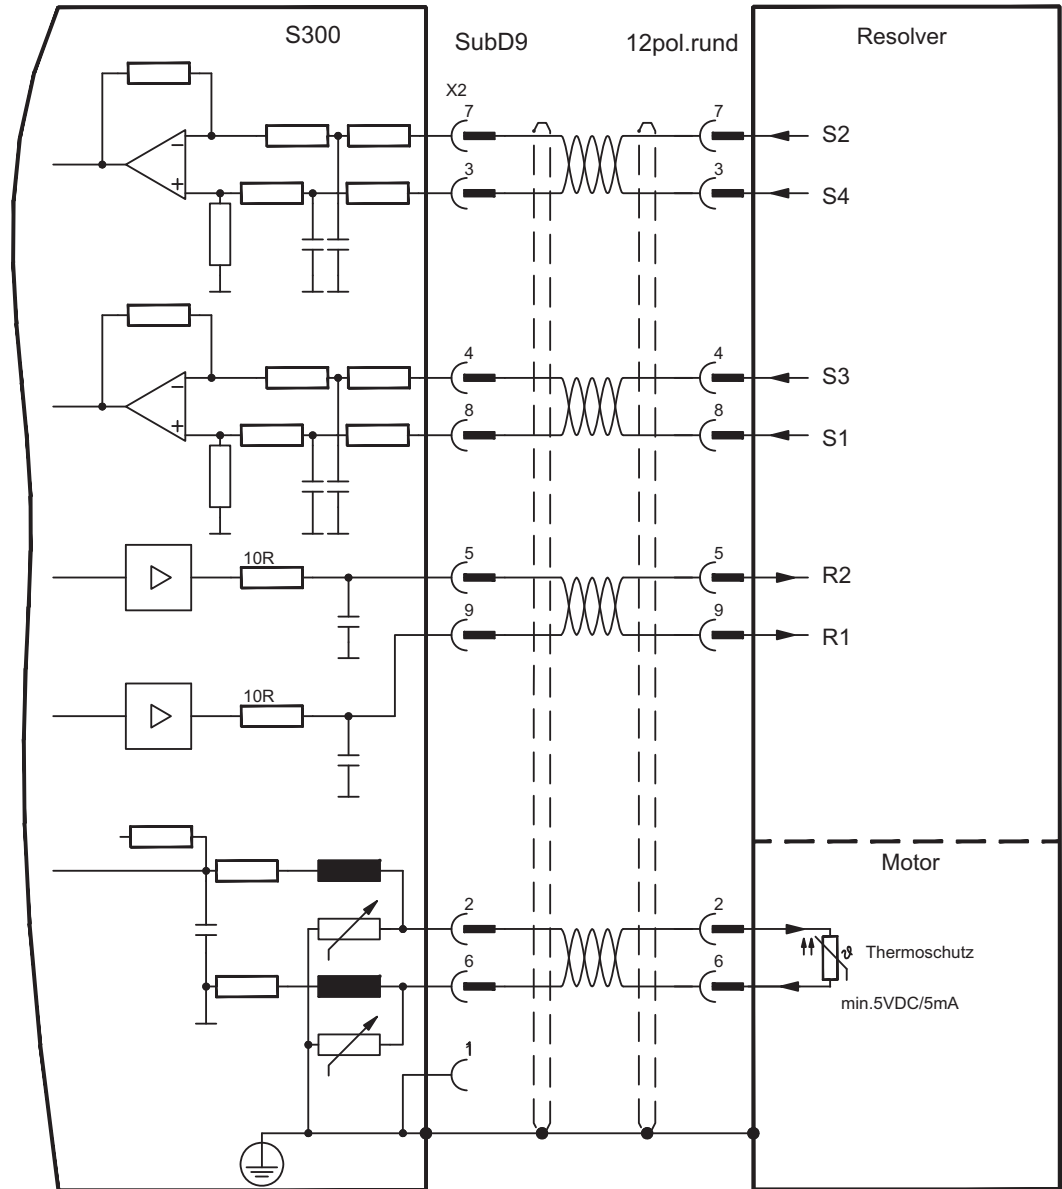 S300
SubD9
12pol.rund
Resolver
X2
7
7
S2
3
3
S4
4
4
S3
8
8
S1
10R
5
5
R2
9
9
R1
10R
Motor
2
2
ϑ Thermoschutz
6
6
min.5VDC/5mA
1